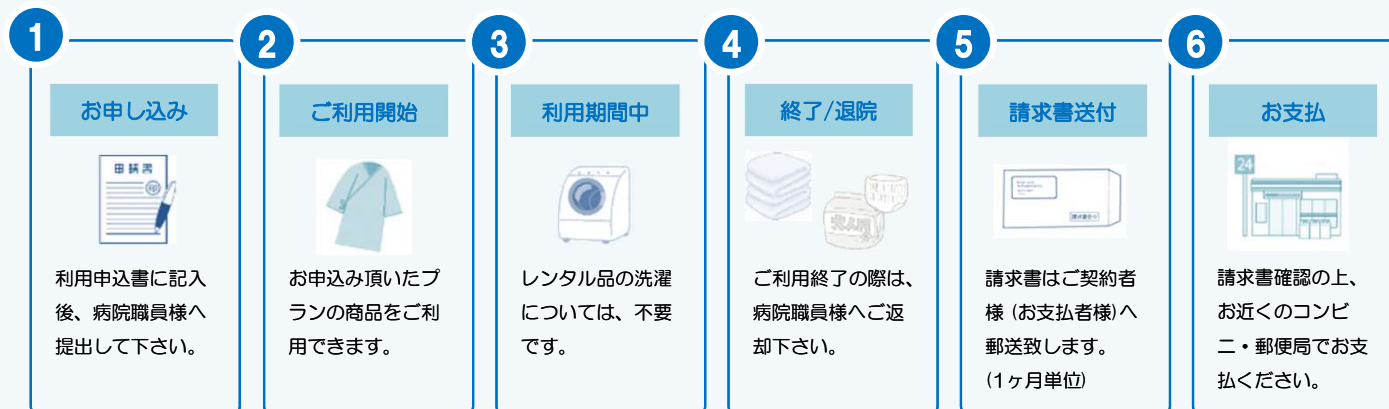 1
お申し込み
申請書
印
利用申込書に記入
後、病院職員様へ
提出して下さい。
2
ご利用開始
お申込み頂いたプ
ランの商品をご利
用できます。
3
利用期間中
レンタル品の洗濯
については、不要
です。
4
終了/退院
大人用
ご利用終了の際は、
病院職員様へご返
却下さい。
5
請求書送付
請求書はご契約者
様 (お支払者様)へ
郵送致します。
(1ヶ月単位)
6
お支払
24
請求書確認の上、
お近くのコンビ
ニ・郵便局でお支
払ください。